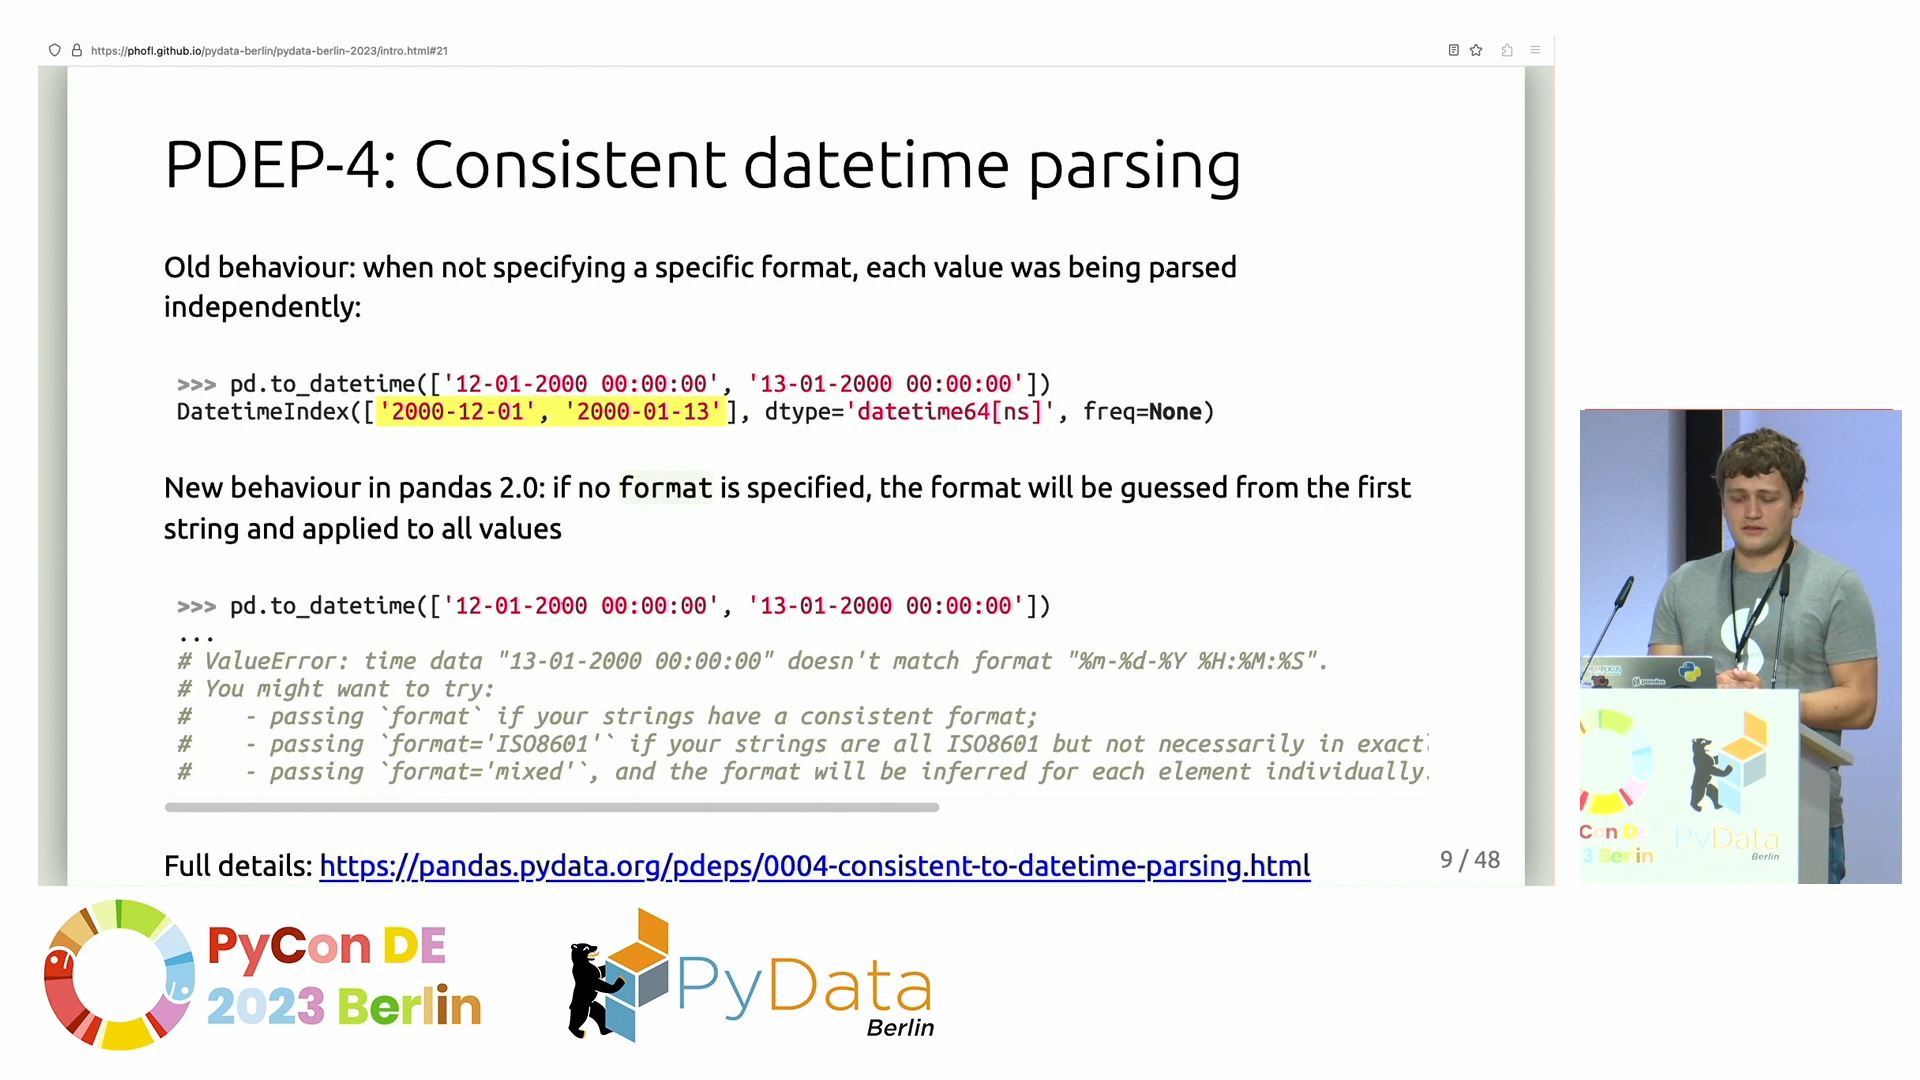 https://phofl.github.io/pydata-berlin/pydata-berlin-2023/intro.html#21
PDEP-4: Consistent datetime parsing
Old behaviour: when not specifying a specific format, each value was being parsed
independently:
>>> pd.to_datetime(['12-01-2000 00:00:00', '13-01-2000 00:00:00'])
DatetimeIndex(['2000-12-01', '2000-01-13'], dtype='datetime64[ns]', freq=None)
New behaviour in pandas 2.0: if no format is specified, the format will be guessed from the first
string and applied to all values
>>> pd.to_datetime(['12-01-2000 00:00:00', '13-01-2000 00:00:00'])
...
# ValueError: time data "13-01-2000 00:00:00" doesn't match format "%m-%d-%Y %H:%M:%S".
# You might want to try:
#    - passing `format` if your strings have a consistent format;
#    - passing `format='ISO8601'` if your strings are all ISO8601 but not necessarily in exactl
#    - passing `format='mixed'`, and the format will be inferred for each element individually.
Full details: https://pandas.pydata.org/pdeps/0004-consistent-to-datetime-parsing.html
9 / 48
pandas
Con DE
3 Berlin
PyData
Berlin
PyCon DE
2023 Berlin
PyData
Berlin